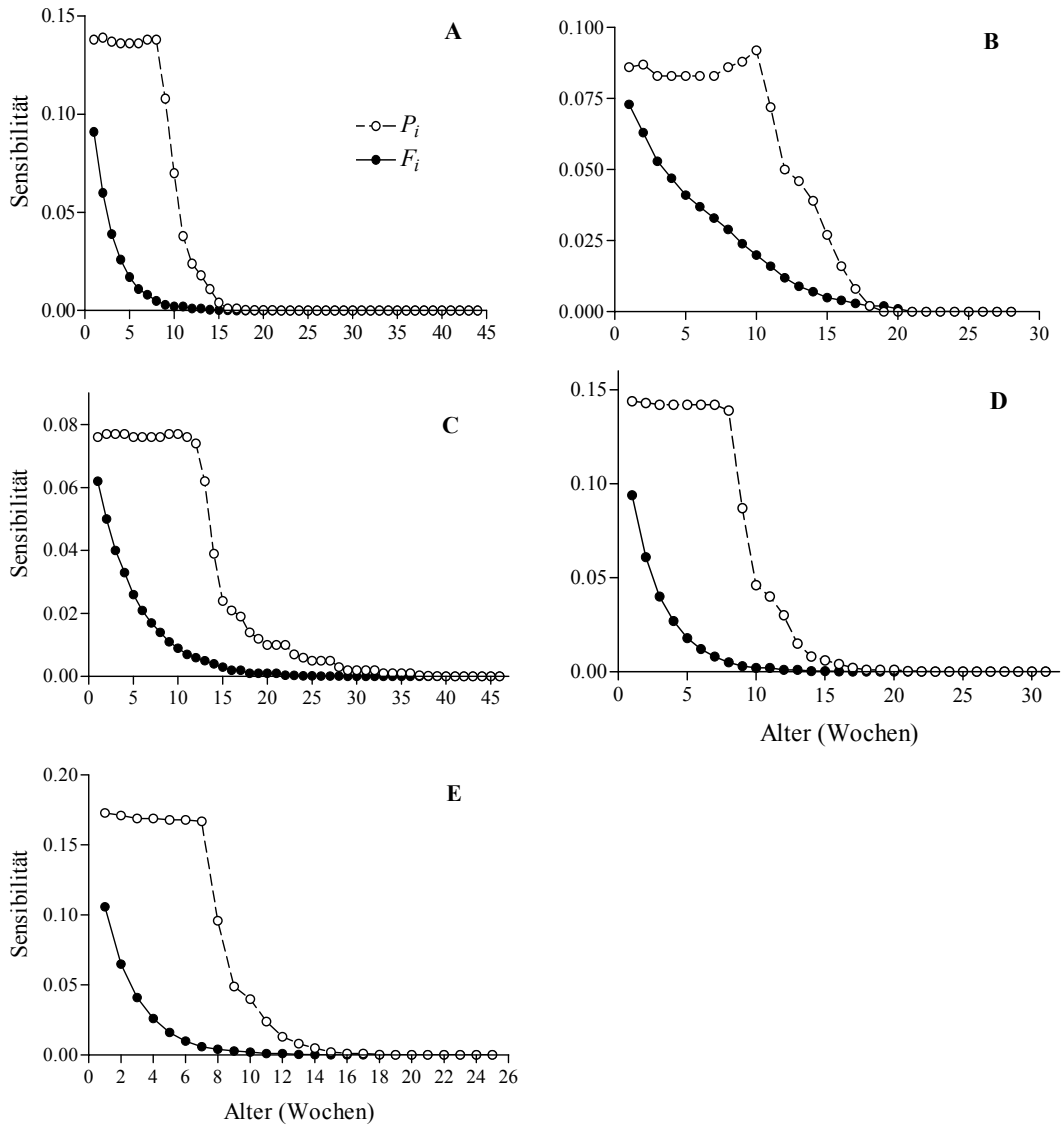 A
0.15
0.10
0.05
0.00
Sensibilität
P_i
F_i
0 5 10 15 20 25 30 35 40 45
B
0.100
0.075
0.050
0.025
0.000
0 5 10 15 20 25 30
C
0.08
0.06
0.04
0.02
0.00
Sensibilität
0 5 10 15 20 25 30 35 40 45
D
0.15
0.10
0.05
0.00
0 5 10 15 20 25 30
Alter (Wochen)
E
0.20
0.15
0.10
0.05
0.00
Sensibilität
0 2 4 6 8 10 12 14 16 18 20 22 24 26
Alter (Wochen)